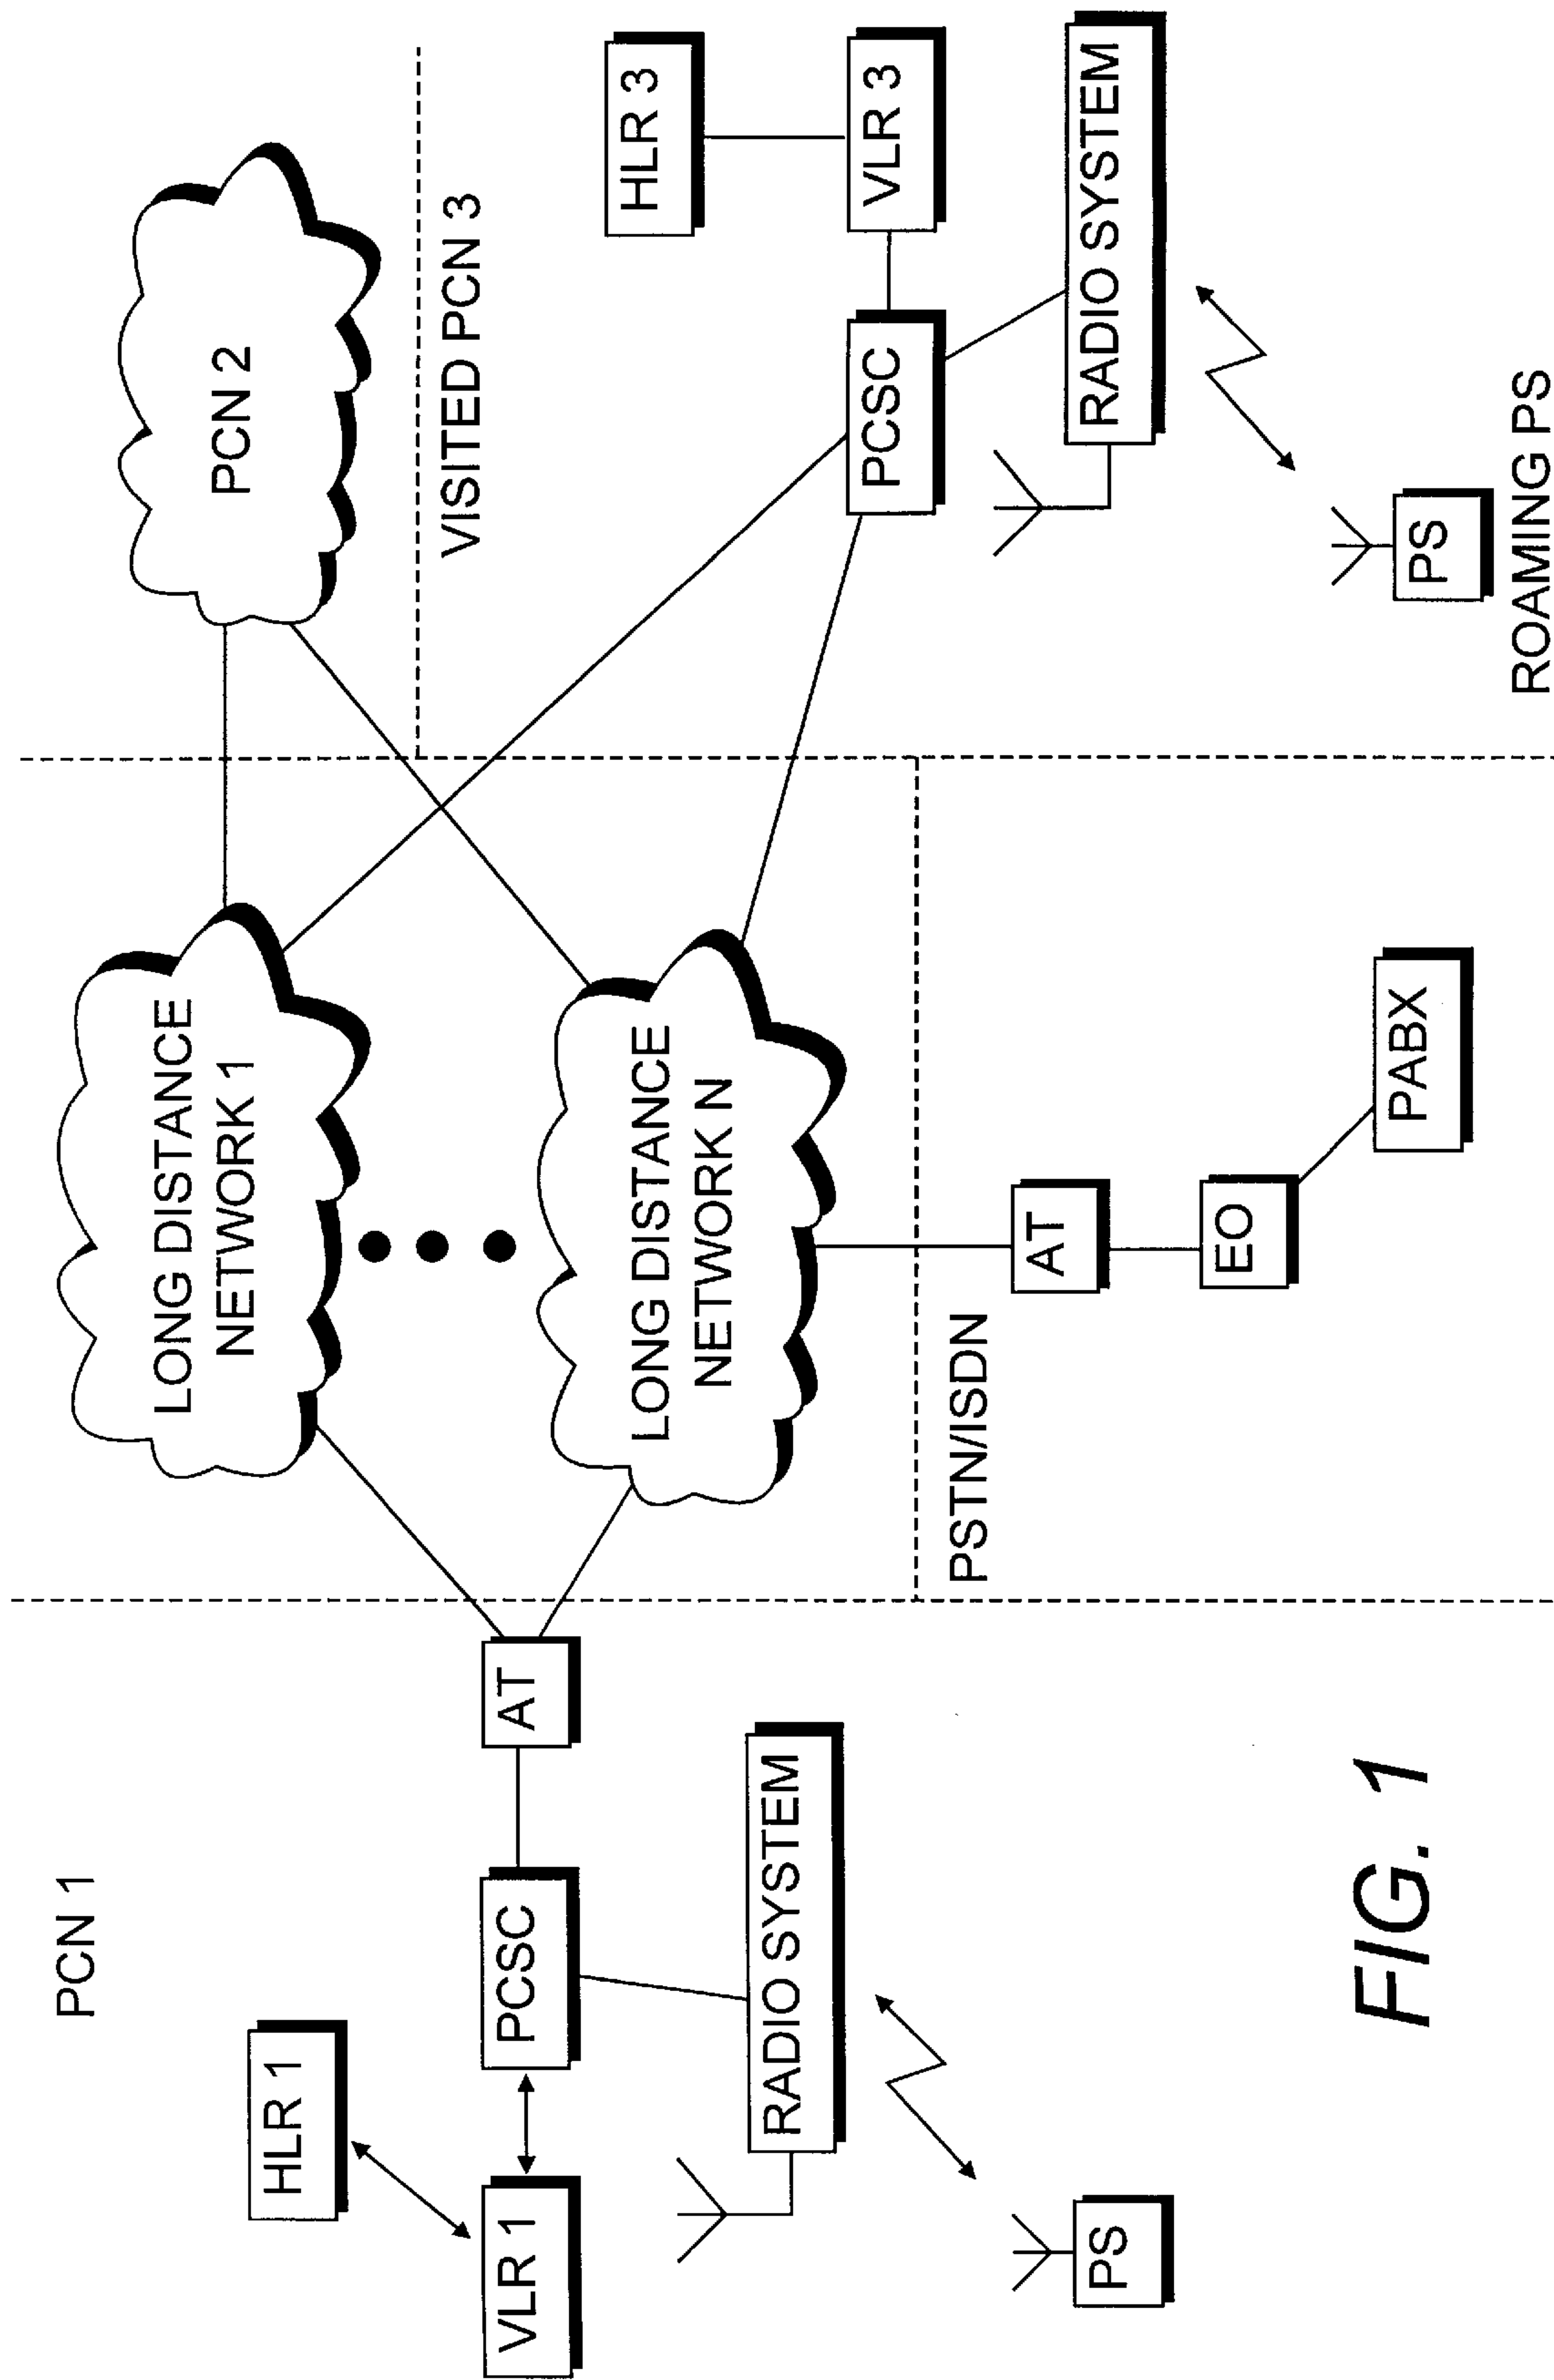 PCN 1
HLR 1
VLR 1
PCSC
AT
RADIO SYSTEM
PS
LONG DISTANCE
NETWORK 1
LONG DISTANCE
NETWORK N
PSTN/ISDN
AT
EO
PABX
PCN 2
VISITED PCN 3
HLR 3
VLR 3
PCSC
RADIO SYSTEM
PS
ROAMING PS
FIG. 1